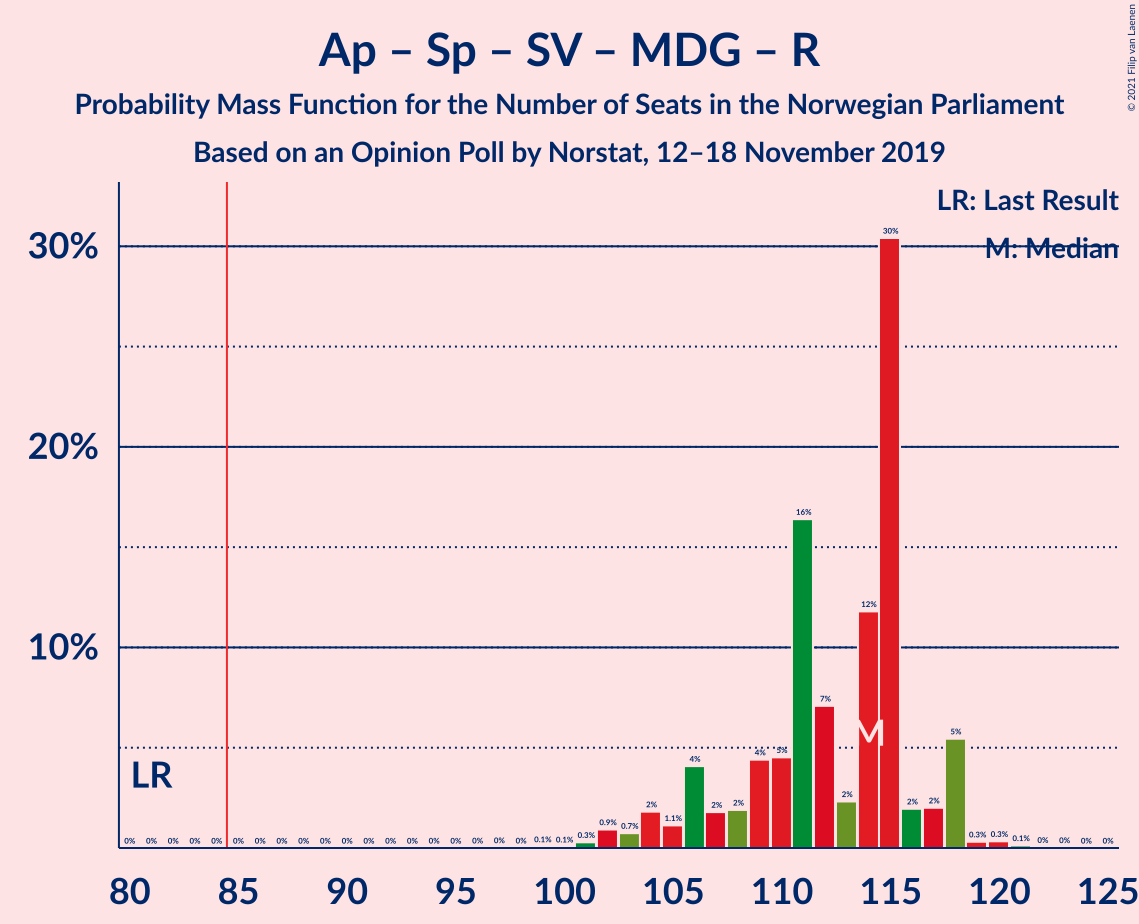 Ap – Sp – SV – MDG – R
Probability Mass Function for the Number of Seats in the Norwegian Parliament
Based on an Opinion Poll by Norstat, 12–18 November 2019
© 2021 Filip van Laenen
LR: Last Result
M: Median
30%
20%
10%
LR
M
0% 0% 0% 0% 0% 0% 0% 0% 0% 0% 0% 0% 0% 0% 0% 0% 0% 0% 0% 0.1% 0.1% 0.3% 0.9% 0.7% 2% 1.1% 4% 2% 2% 4% 5% 16% 7% 2% 12% 30% 2% 2% 5% 0.3% 0.3% 0.1% 0% 0% 0% 0%
80 85 90 95 100 105 110 115 120 125